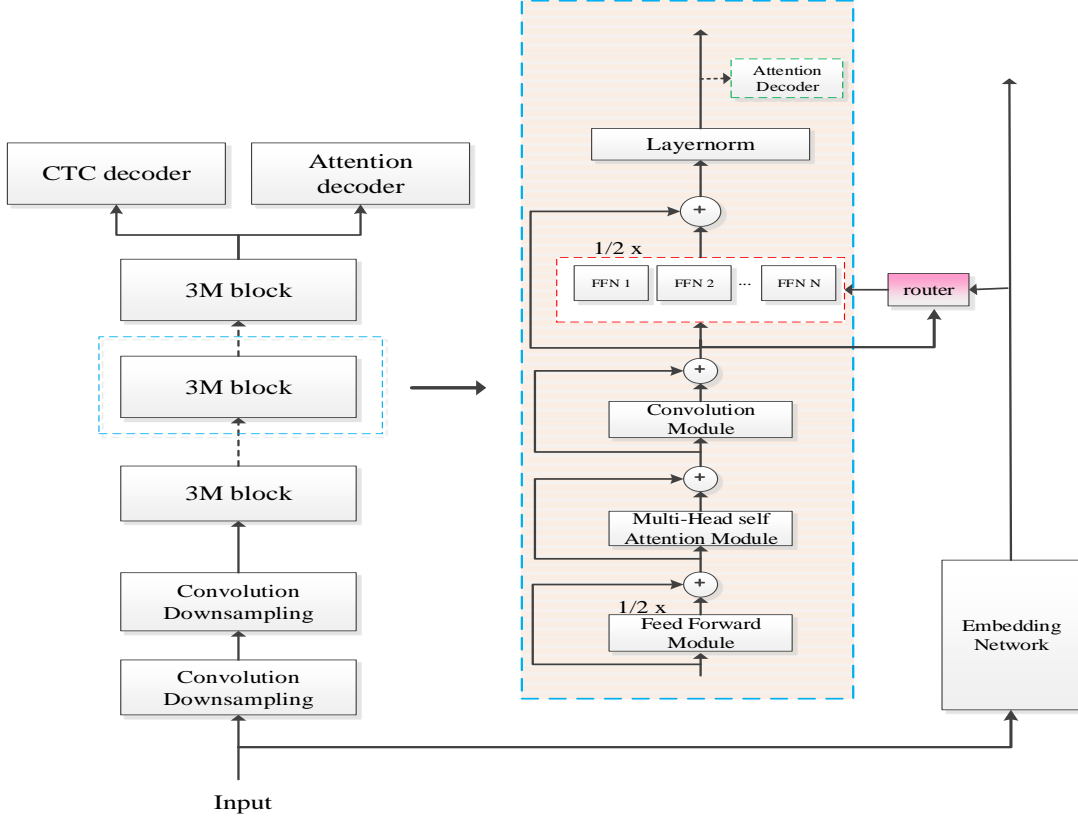 CTC decoder
Attention
decoder
3M block
3M block
3M block
Convolution
Downsampling
Convolution
Downsampling
Input
Attention
Decoder
Layernorm
+
1/2 x
FFN 1
FFN 2
...
FFN N
router
+
Convolution
Module
+
Multi-Head self
Attention Module
+
1/2 x
Feed Forward
Module
Embedding
Network